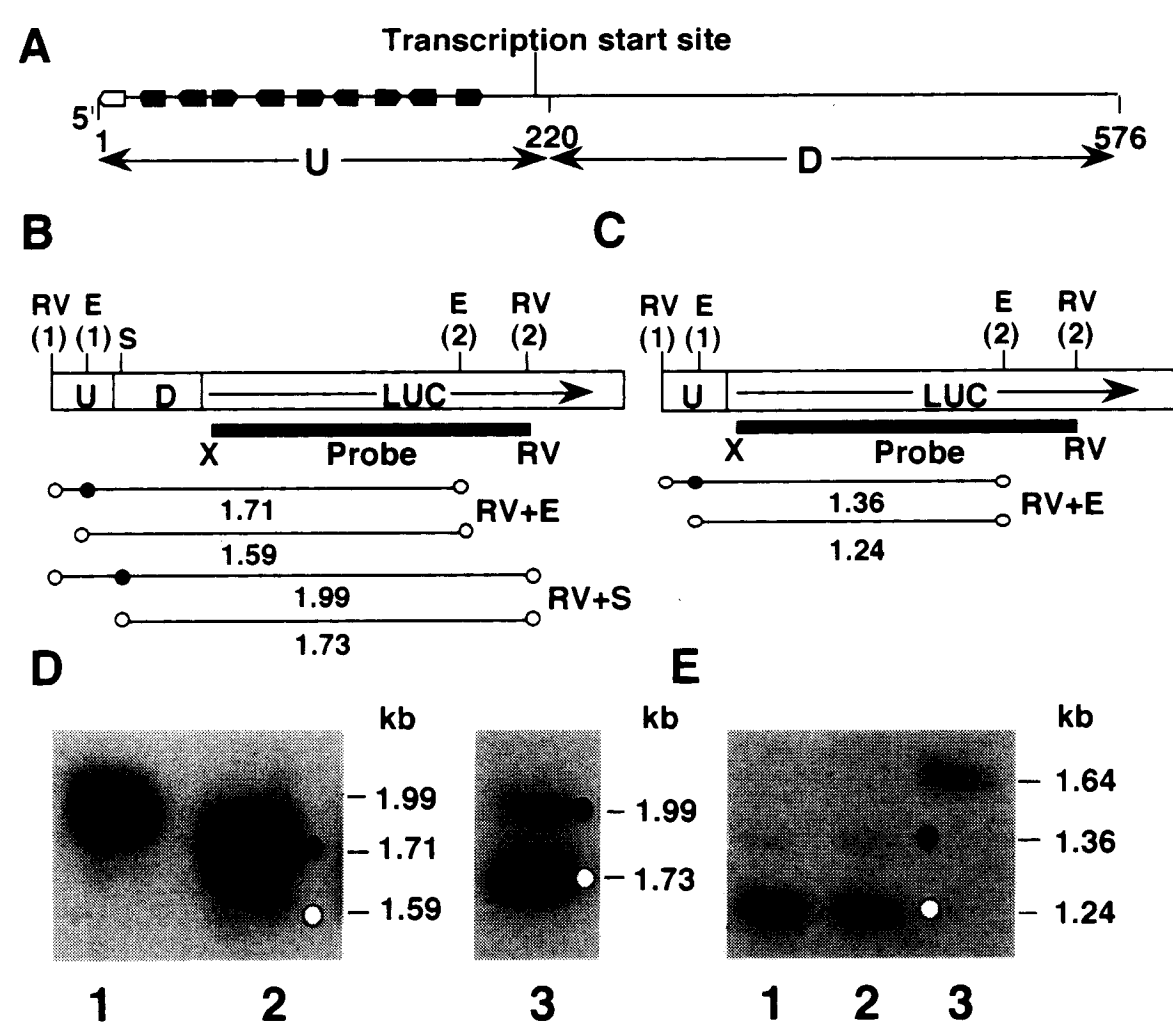 A
Transcription start site
5'
1
220
576
U
D
B
C
RV
(1)
E
(1)
S
E
(2)
RV
(2)
U
D
LUC
X
Probe
RV
1.71
RV+E
1.59
1.99
RV+S
1.73
RV
(1)
E
(1)
E
(2)
RV
(2)
U
LUC
X
Probe
RV
1.36
RV+E
1.24
D
E
kb
1.99
1.71
1.59
1
2
kb
1.99
1.73
3
kb
1.64
1.36
1.24
1
2
3